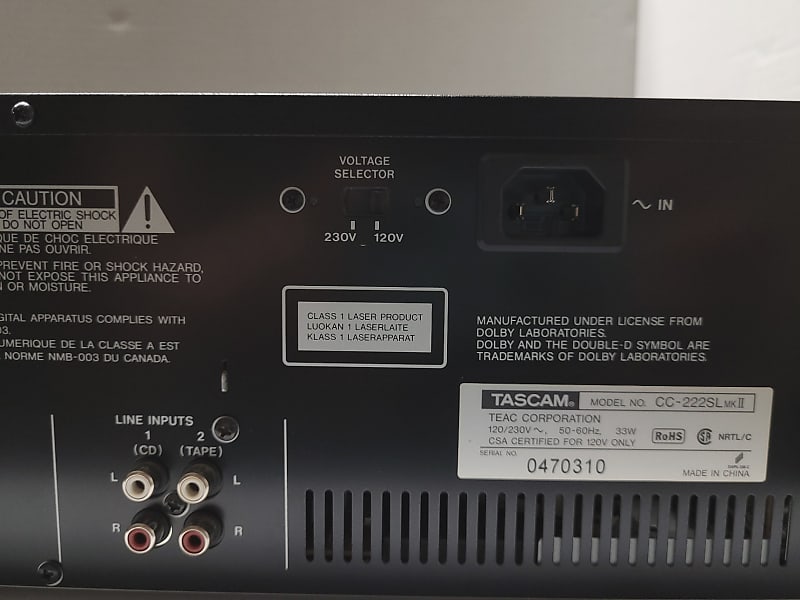 CAUTION
OF ELECTRIC SHOCK
DO NOT OPEN
QUE DE CHOC ELECTRIQUE
NE PAS OUVRIR.
PREVENT FIRE OR SHOCK HAZARD,
NOT EXPOSE THIS APPLIANCE TO
N OR MOISTURE.
IGITAL APPARATUS COMPLIES WITH
03.
UMERIQUE DE LA CLASSE A EST
A NORME NMB-003 DU CANADA.
VOLTAGE
SELECTOR
230V 120V
~ IN
CLASS 1 LASER PRODUCT
LUOKAN 1 LASERLAITE
KLASS 1 LASERAPPARAT
MANUFACTURED UNDER LICENSE FROM
DOLBY LABORATORIES.
DOLBY AND THE DOUBLE-D SYMBOL ARE
TRADEMARKS OF DOLBY LABORATORIES.
TASCAM® MODEL NO. CC-222SL MKII
TEAC CORPORATION
120/230V ~, 50-60Hz, 33W
CSA CERTIFIED FOR 120V ONLY
RoHS
NRTL/C
SERIAL NO.
0470310
MADE IN CHINA
LINE INPUTS
1 2
(CD) (TAPE)
L L
R R